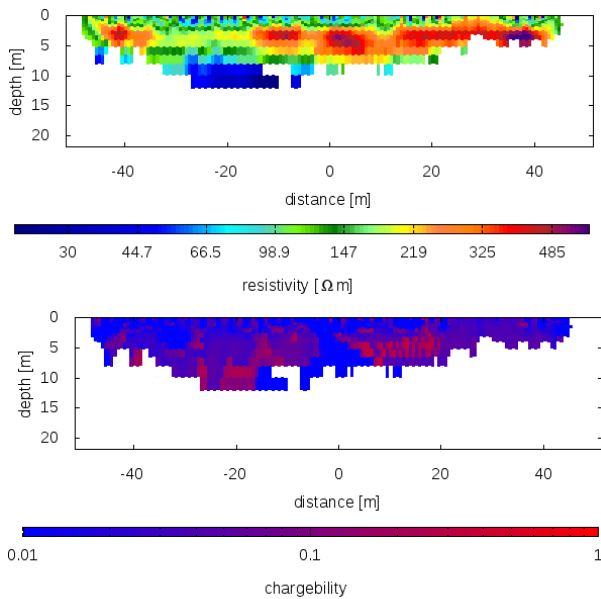 0
5
10
15
20
depth [m]
-40 -20 0 20 40
distance [m]
30 44.7 66.5 98.9 147 219 325 485
resistivity [Ωm]
0
5
10
15
20
depth [m]
-40 -20 0 20 40
distance [m]
0.01 0.1 1
chargebility